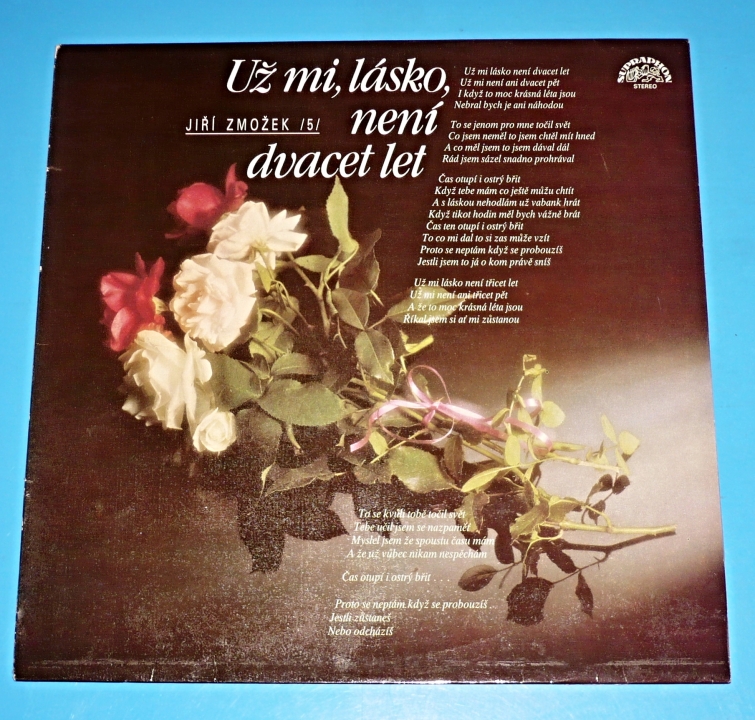 Už mi, lásko,
není
dvacet let
JIŘÍ ZMOŽEK /5/
SUPRAPHON
STEREO
Už mi lásko není dvacet let
Už mi není ani dvacet pět
I když to moc krásná léta jsou
Nebral bych je ani náhodou
To se jenom pro mne točil svět
Co jsem neměl to jsem chtěl mít hned
A co měl jsem to jsem dával dál
Rád jsem sázel snadno prohrával
Čas otupí i ostrý břit
Když tebe mám co ještě můžu chtít
A s láskou nehodlám už vabank hrát
Když tikot hodin měl bych vážně brát
Čas ten otupí i ostrý břit
To co mi dal to si zas může vzít
Proto se neptám když se probouzíš
Jestli jsem to já o kom právě sníš
Už mi lásko není třicet let
Už mi není ani třicet pět
A že to moc krásná léta jsou
Říkal jsem si ať mi zůstanou
To se kvůli tobě točil svět
Tebe učil jsem se nazpaměť
Myslel jsem že spoustu času mám
A že už vůbec nikam nespěchám
Čas otupí i ostrý břit . . .
Proto se neptám když se probouzíš ..
Jestli zůstaneš
Nebo odcházíš